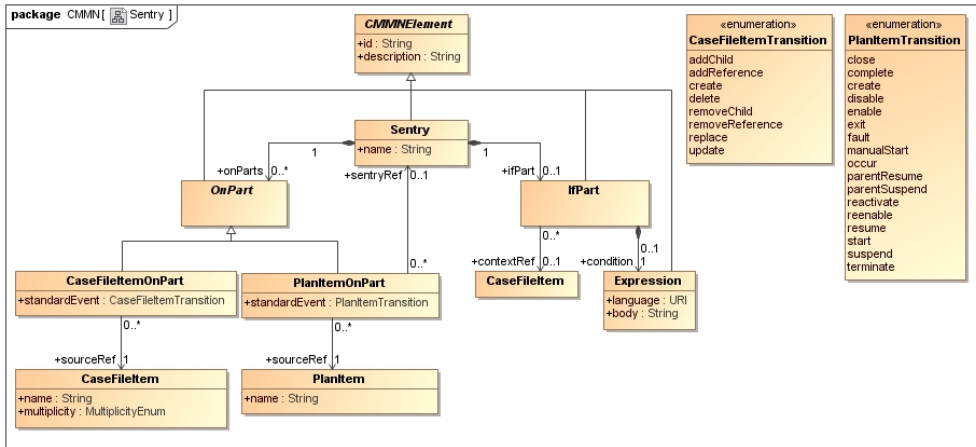 package CMMN[ Sentry ]
CMMNElement
+id : String
+description : String
«enumeration»
CaseFileItemTransition
addChild
addReference
create
delete
removeChild
removeReference
replace
update
«enumeration»
PlanItemTransition
close
complete
create
disable
enable
exit
fault
manualStart
occur
parentResume
parentSuspend
reactivate
reenable
resume
start
suspend
terminate
Sentry
+name : String
1
1
+onParts 0..*
+sentryRef 0..1
+ifPart 0..1
OnPart
IfPart
0..*
0..1
+contextRef 0..1
+condition 1
0..*
CaseFileItemOnPart
+standardEvent : CaseFileItemTransition
PlanItemOnPart
+standardEvent : PlanItemTransition
CaseFileItem
Expression
+language : URI
+body : String
0..*
0..*
+sourceRef 1
+sourceRef 1
CaseFileItem
+name : String
+multiplicity : MultiplicityEnum
PlanItem
+name : String